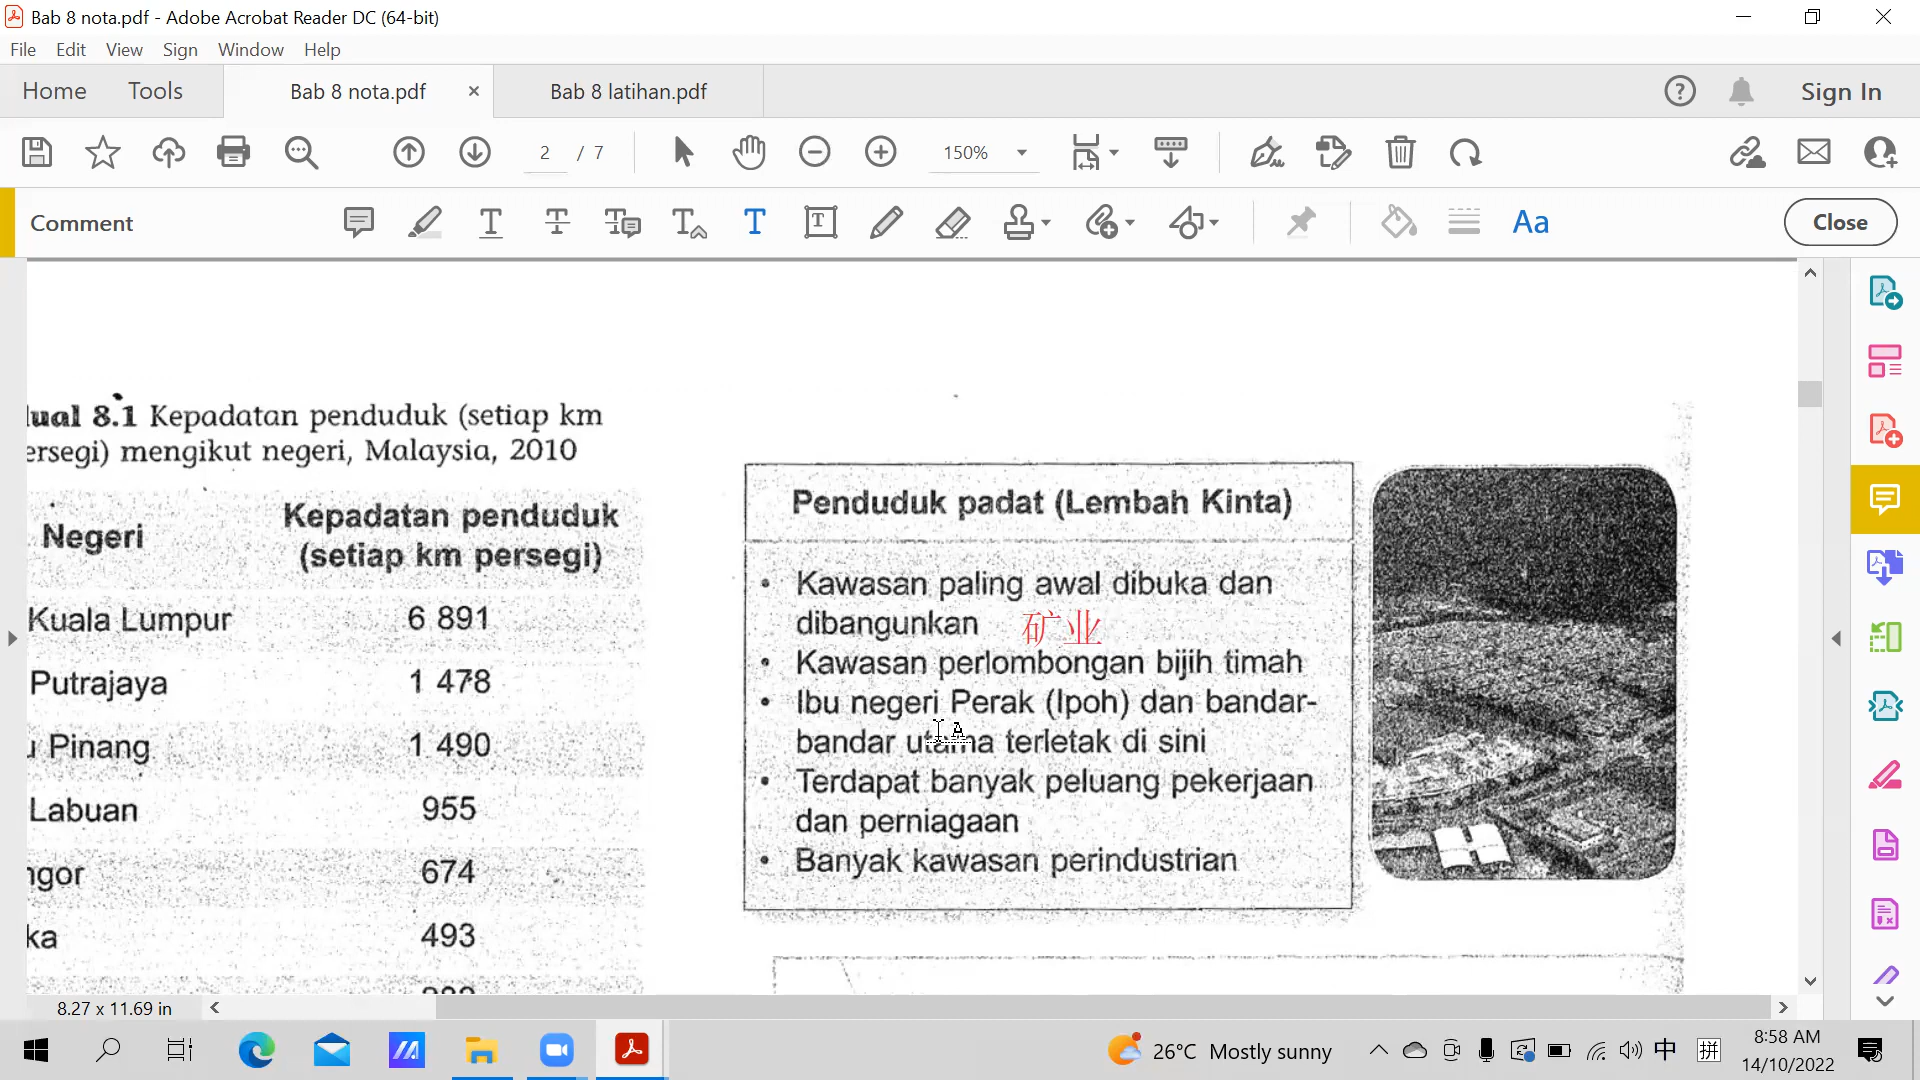 Bab 8 nota.pdf - Adobe Acrobat Reader DC (64-bit)
File Edit View Sign Window Help
Home Tools Bab 8 nota.pdf × Bab 8 latihan.pdf Sign In
2 / 7 150%
Comment Aa Close
ual 8.1 Kepadatan penduduk (setiap km
ersegi) mengikut negeri, Malaysia, 2010
Negeri
Kepadatan penduduk
(setiap km persegi)
Kuala Lumpur 6 891
Putrajaya 1 478
Pinang 1 490
Labuan 955
ngor 674
ka 493
Penduduk padat (Lembah Kinta)
• Kawasan paling awal dibuka dan
dibangunkan 矿业
• Kawasan perlombongan bijih timah
• Ibu negeri Perak (Ipoh) dan bandar-
bandar utama terletak di sini
• Terdapat banyak peluang pekerjaan
dan perniagaan
• Banyak kawasan perindustrian
8.27 x 11.69 in
26°C Mostly sunny 中 拼 8:58 AM
14/10/2022